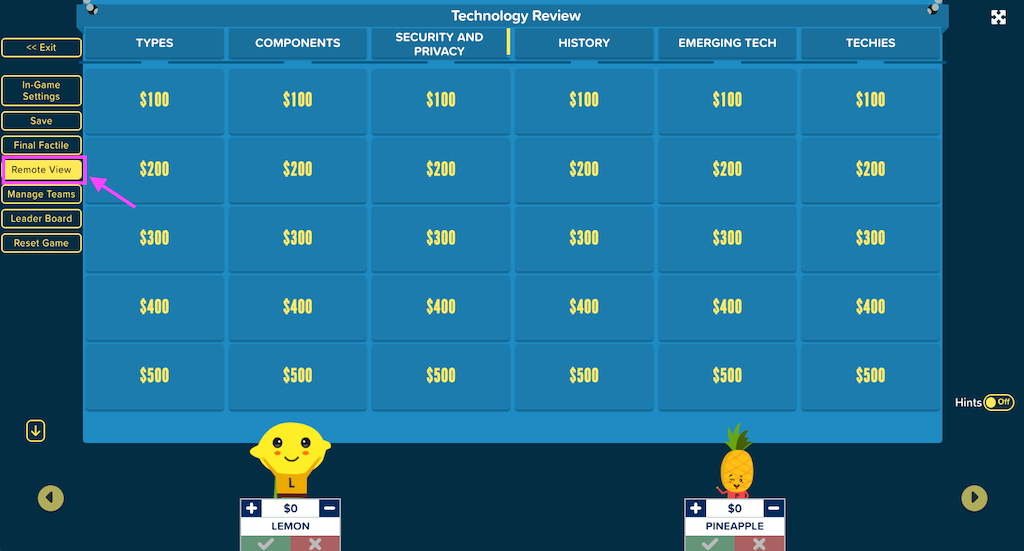 Technology Review
<< Exit
TYPES
COMPONENTS
SECURITY AND
PRIVACY
HISTORY
EMERGING TECH
TECHIES
In-Game
Settings
Save
Final Factile
Remote View
Manage Teams
Leader Board
Reset Game
$100 $100 $100 $100 $100 $100
$200 $200 $200 $200 $200 $200
$300 $300 $300 $300 $300 $300
$400 $400 $400 $400 $400 $400
$500 $500 $500 $500 $500 $500
Hints Off
L
+ $0 −
LEMON
+ $0 −
PINEAPPLE